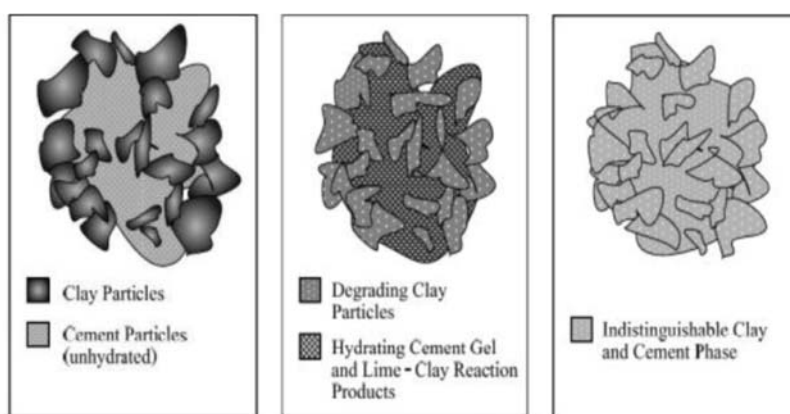 Clay Particles
Cement Particles
(unhydrated)
Degrading Clay
Particles
Hydrating Cement Gel
and Lime - Clay Reaction
Products
Indistinguishable Clay
and Cement Phase